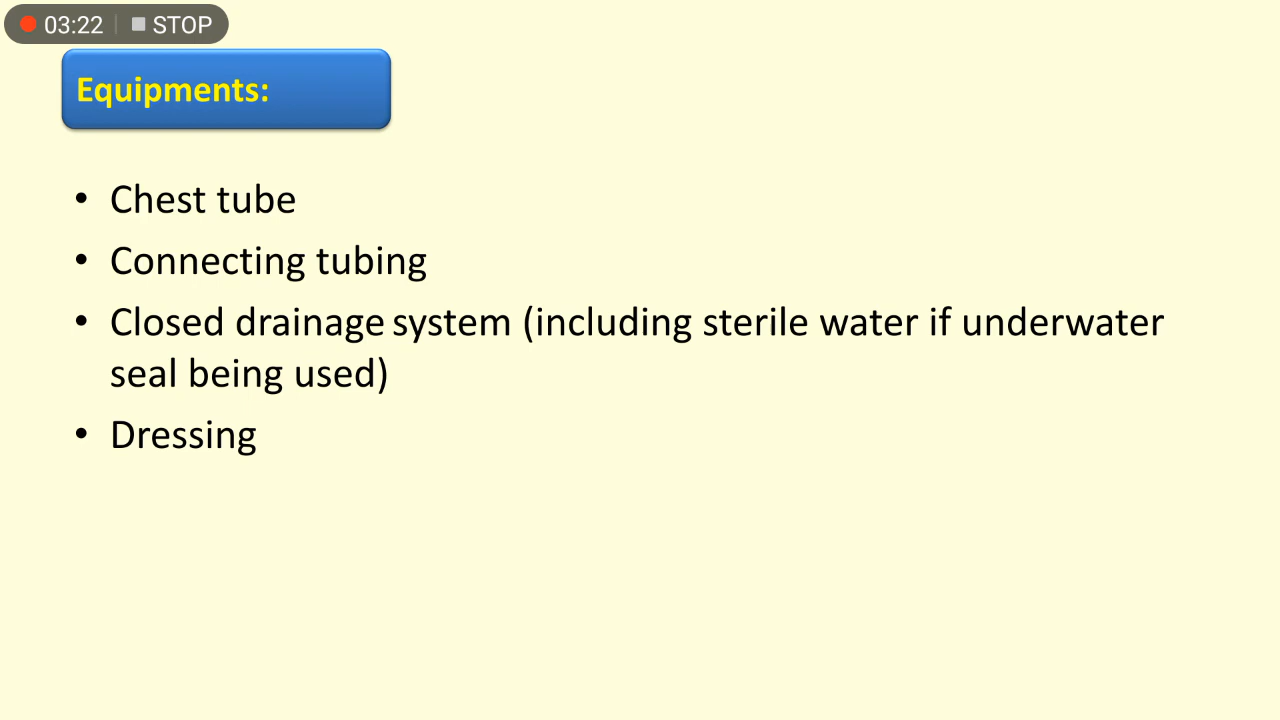 03:22 STOP
Equipments:
• Chest tube
• Connecting tubing
• Closed drainage system (including sterile water if underwater
seal being used)
• Dressing